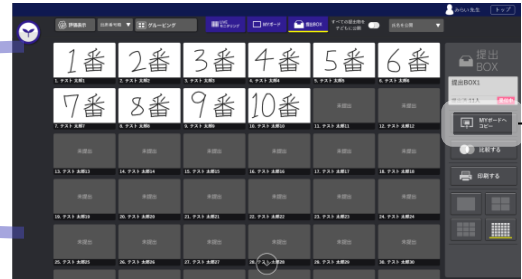 みらい 先生 トップ
評価表示 出席番号順 ▼ グルーピング MYボード 提出BOX すべての提出物を子どもに公開 氏名を公開 ▼
1番 2番 3番 4番 5番 6番
1. テスト 太郎1 2. テスト 太郎2 3. テスト 太郎3 4. テスト 太郎4 5. テスト 太郎5 6. テスト 太郎6
7番 8番 9番 10番 未提出 未提出
7. テスト 太郎7 8. テスト 太郎8 9. テスト 太郎9 10. テスト 太郎10 11. テスト 太郎11 12. テスト 太郎12
未提出 未提出 未提出 未提出 未提出 未提出
13. テスト 太郎13 14. テスト 太郎14 15. テスト 太郎15 16. テスト 太郎16 17. テスト 太郎17 18. テスト 太郎18
未提出 未提出 未提出 未提出 未提出 未提出
19. テスト 太郎19 20. テスト 太郎20 21. テスト 太郎21 22. テスト 太郎22 23. テスト 太郎23 24. テスト 太郎24
未提出 未提出 未提出 未提出 未提出 未提出
25. テスト 太郎25 26. テスト 太郎26 27. テスト 太郎27 28. テスト 太郎28 29. テスト 太郎29 30. テスト 太郎30
提出
BOX
提出BOX1
MYボードへ
コピー
比較する
印刷する